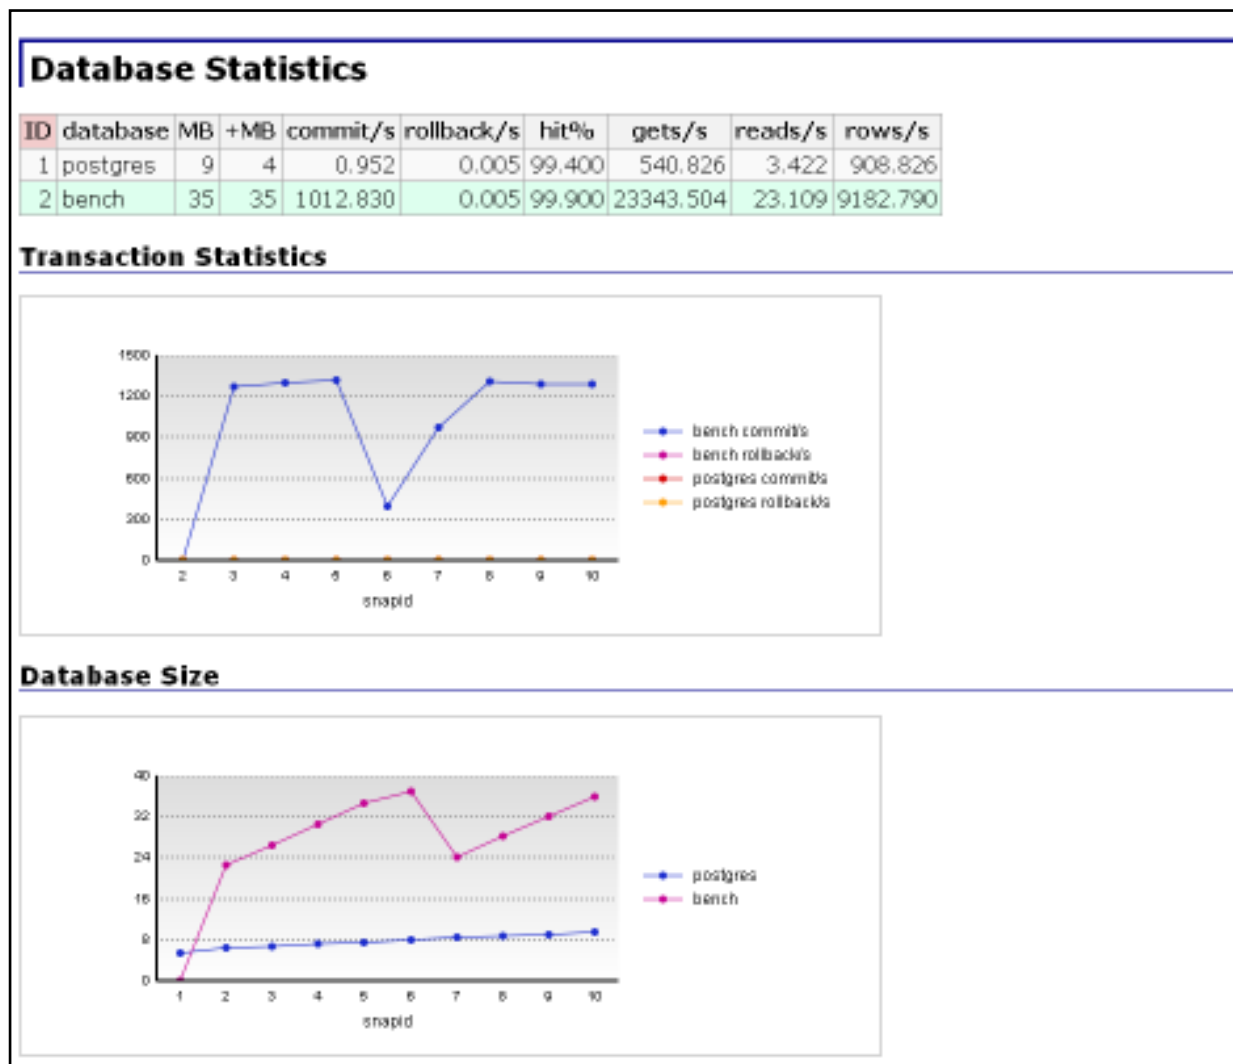 Database Statistics
ID database MB +MB commit/s rollback/s hit% gets/s reads/s rows/s
1 postgres 9 4 0.952 0.005 99.400 540.826 3.422 908.826
2 bench 35 35 1012.830 0.005 99.900 23343.504 23.109 9182.790
Transaction Statistics
1500
1200
900
600
300
0
2 3 4 5 6 7 8 9 10
snapid
bench commit/s
bench rollback/s
postgres commit/s
postgres rollback/s
Database Size
40
32
24
16
8
0
1 2 3 4 5 6 7 8 9 10
snapid
postgres
bench